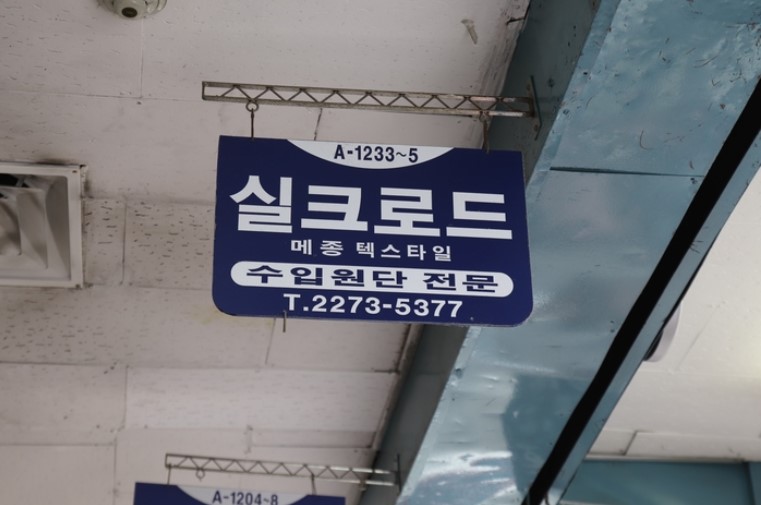 A-1233~5
실크로드
메종 텍스타일
수입원단 전문
T.2273-5377
A-1204~8